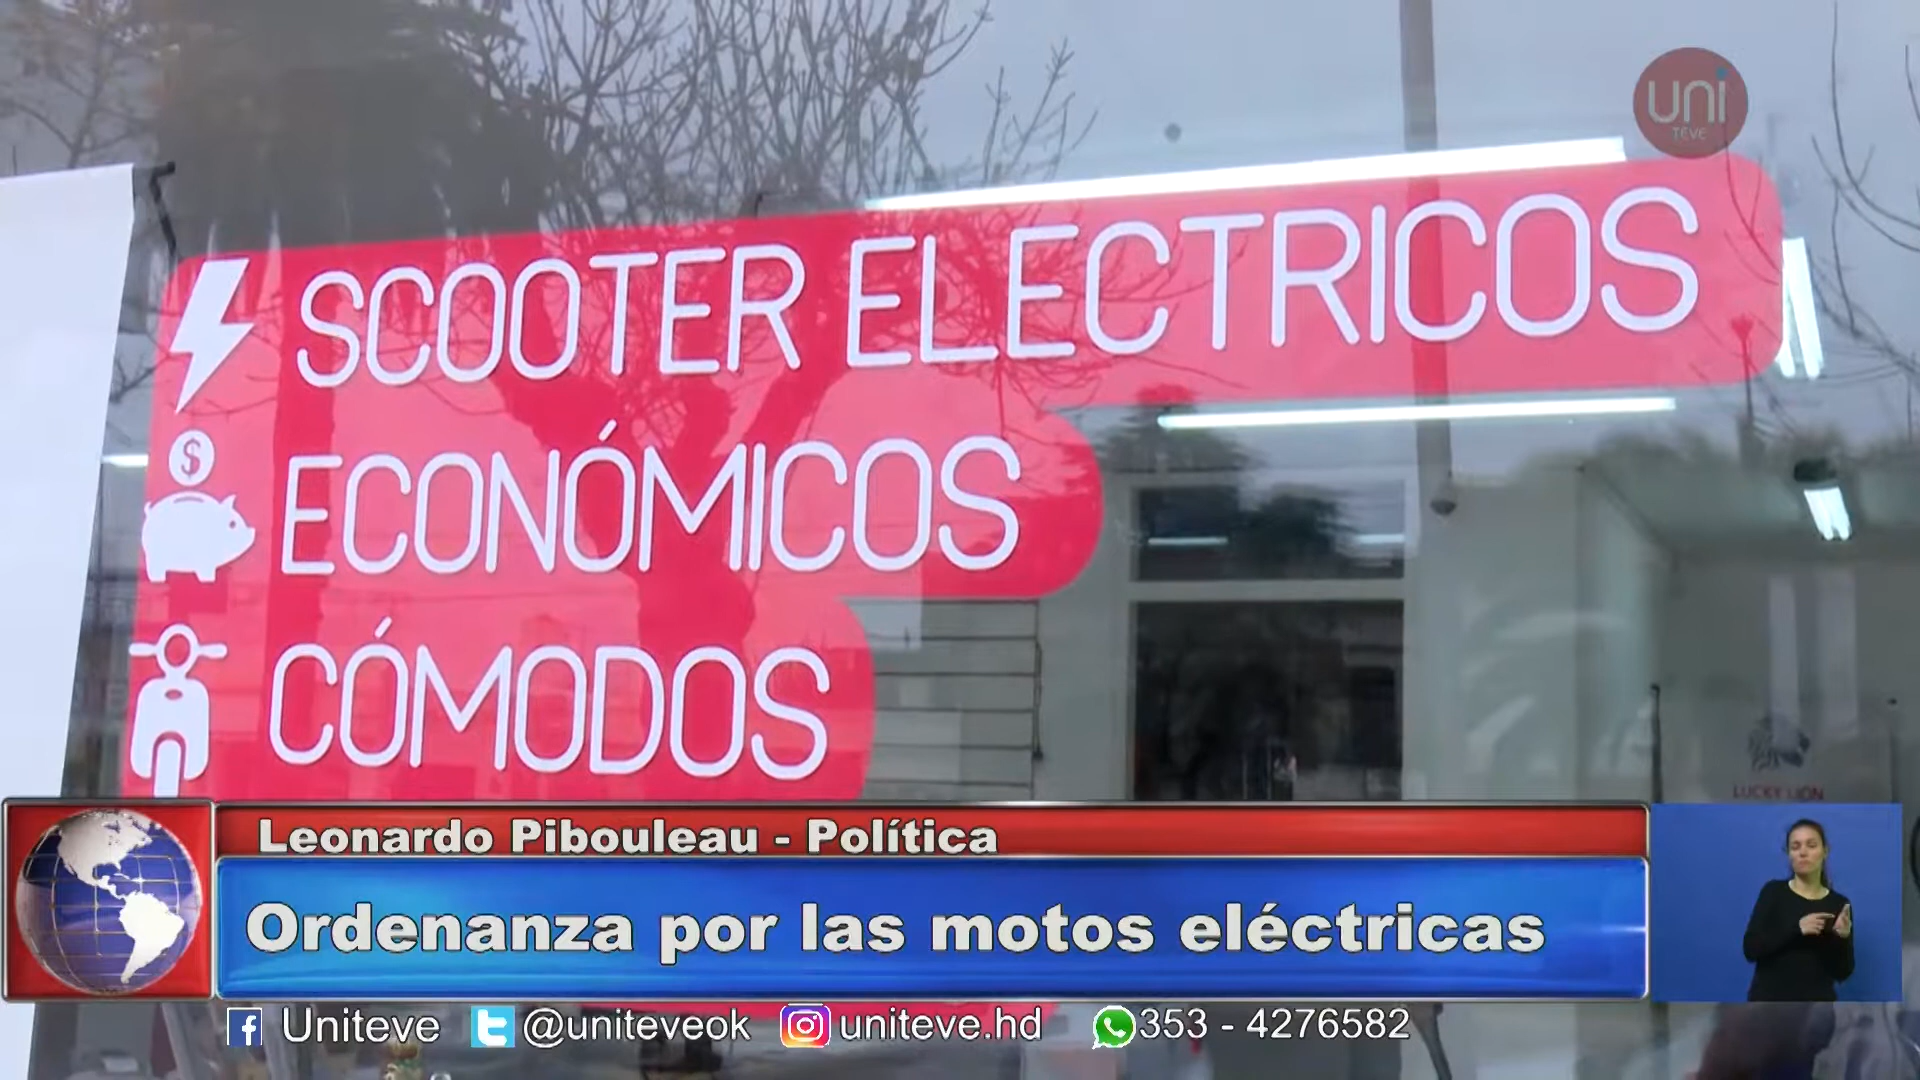 uni
TEVE
SCOOTER ELECTRICOS
$
ECONÓMICOS
CÓMODOS
LUCKY LION
Leonardo Pibouleau - Política
Ordenanza por las motos eléctricas
Uniteve
@uniteveok
uniteve.hd
353 - 4276582